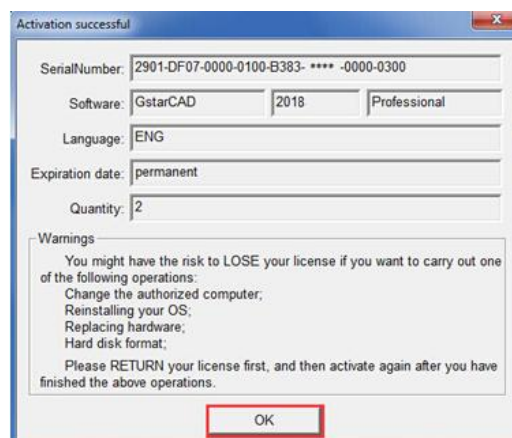 Activation successful
SerialNumber: 2901-DF07-0000-0100-B383- **** -0000-0300
Software: GstarCAD 2018 Professional
Language: ENG
Expiration date: permanent
Quantity: 2
Warnings
You might have the risk to LOSE your license if you want to carry out one
of the following operations:
Change the authorized computer;
Reinstalling your OS;
Replacing hardware;
Hard disk format;
Please RETURN your license first, and then activate again after you have
finished the above operations.
OK